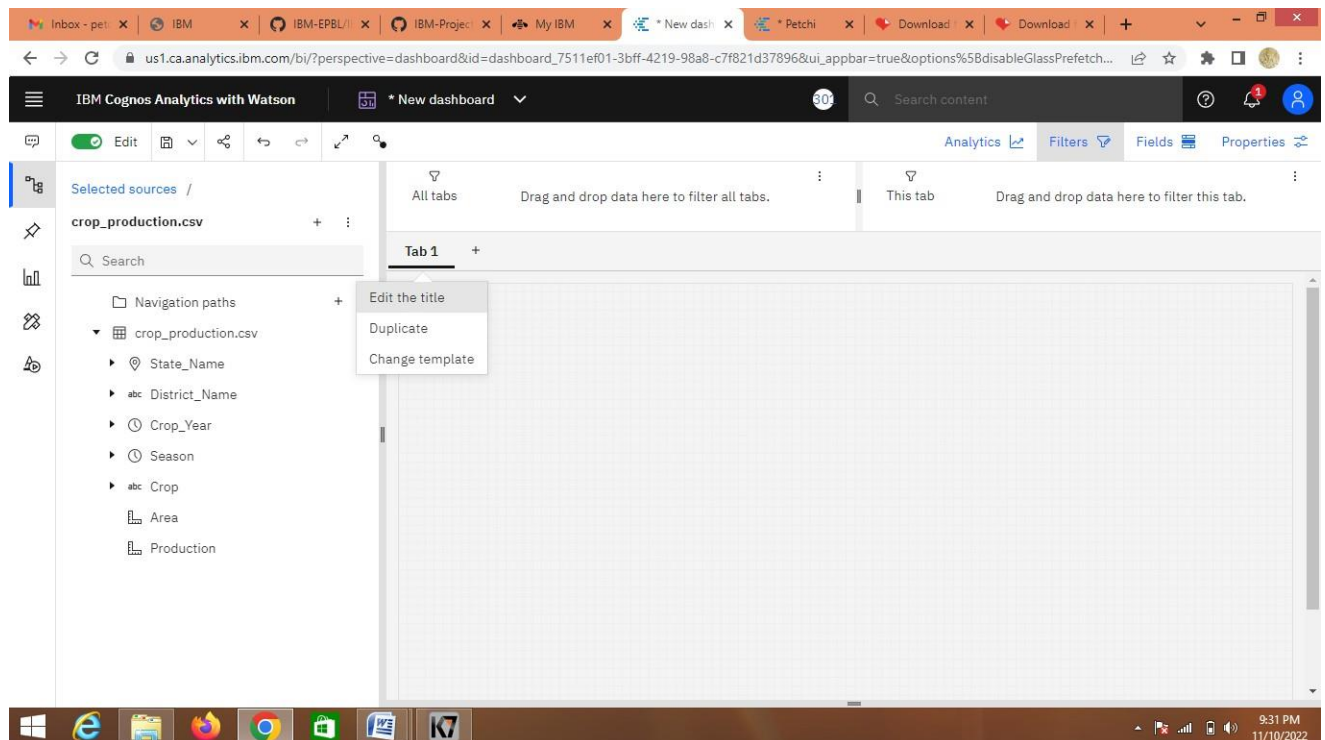 Inbox - pet
IBM
IBM-EPBL/I
IBM-Project
My IBM
* New dash
* Petchi
Download
Download
us1.ca.analytics.ibm.com/bi/?perspective=dashboard&id=dashboard_7511ef01-3bff-4219-98a8-c7f821d37896&ui_appbar=true&options%5BdisableGlassPrefetch...
IBM Cognos Analytics with Watson
* New dashboard
301
Search content
1
Edit
Analytics
Filters
Fields
Properties
Selected sources /
All tabs
Drag and drop data here to filter all tabs.
This tab
Drag and drop data here to filter this tab.
crop_production.csv
Tab 1
Search
Navigation paths
crop_production.csv
State_Name
abc District_Name
Crop_Year
Season
abc Crop
Area
Production
Edit the title
Duplicate
Change template
K7
9:31 PM
11/10/2022